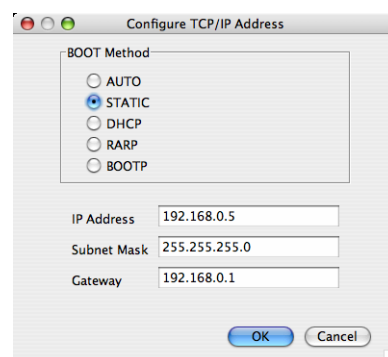 Configure TCP/IP Address
BOOT Method
AUTO
STATIC
DHCP
RARP
BOOTP
IP Address 192.168.0.5
Subnet Mask 255.255.255.0
Gateway 192.168.0.1
OK Cancel